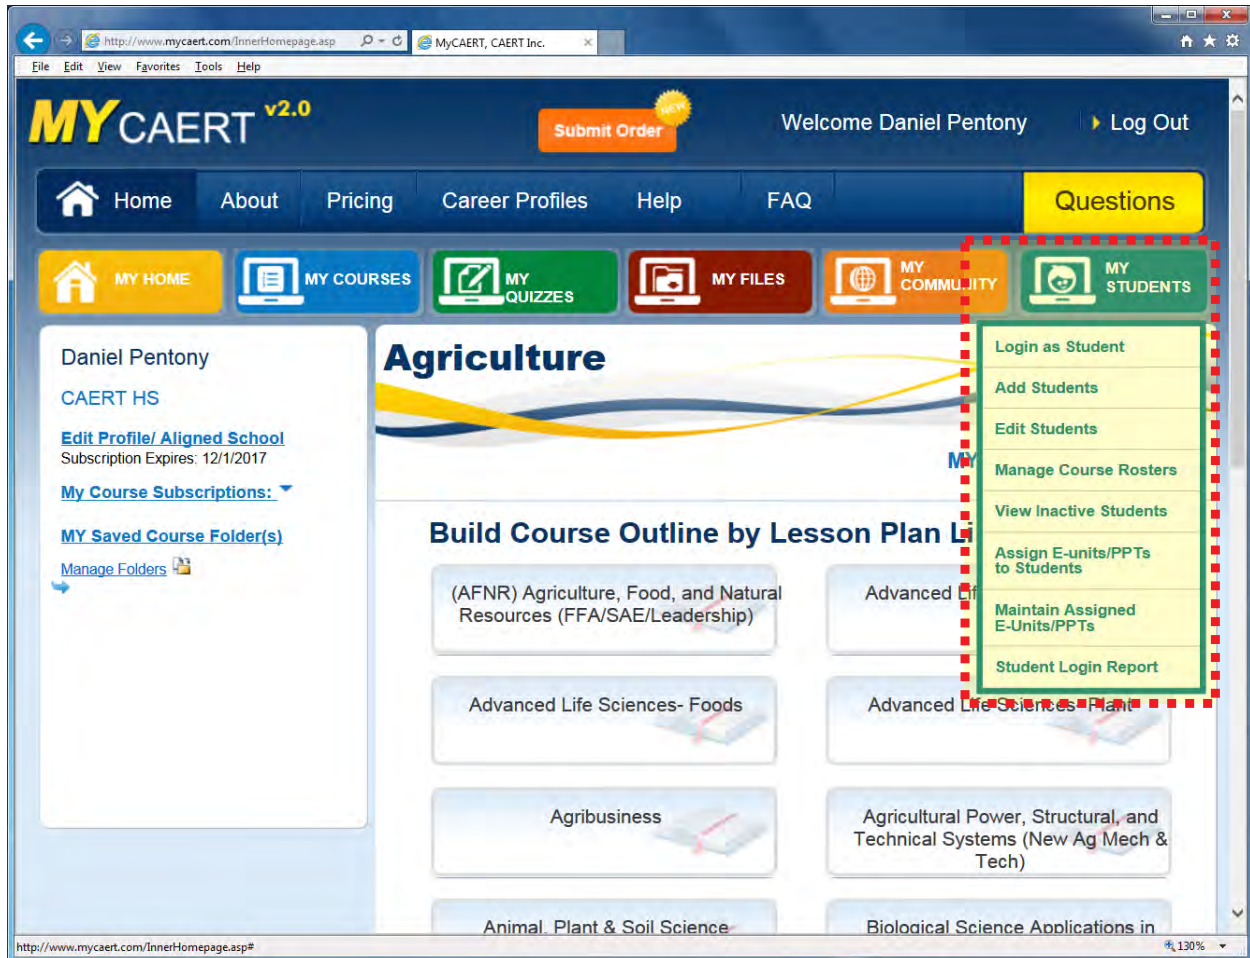 http://www.mycaert.com/InnerHomepage.asp
MyCAERT, CAERT Inc.
File Edit View Favorites Tools Help
MYCAERT v2.0
NEW
Submit Order
Welcome Daniel Pentony
Log Out
Home About Pricing Career Profiles Help FAQ Questions
MY HOME
MY COURSES
MY
QUIZZES
MY FILES
MY
COMMUNITY
MY
STUDENTS
Daniel Pentony
CAERT HS
Edit Profile/ Aligned School
Subscription Expires: 12/1/2017
My Course Subscriptions:
MY Saved Course Folder(s)
Manage Folders
Agriculture
MY
Build Course Outline by Lesson Plan Li
(AFNR) Agriculture, Food, and Natural
Resources (FFA/SAE/Leadership)
Advanced Lif
Advanced Life Sciences- Foods
Advanced Life Sciences- Plant
Agribusiness
Agricultural Power, Structural, and
Technical Systems (New Ag Mech &
Tech)
Animal, Plant & Soil Science
Biological Science Applications in
Login as Student
Add Students
Edit Students
Manage Course Rosters
View Inactive Students
Assign E-units/PPTs
to Students
Maintain Assigned
E-Units/PPTs
Student Login Report
http://www.mycaert.com/InnerHomepage.asp#
130%